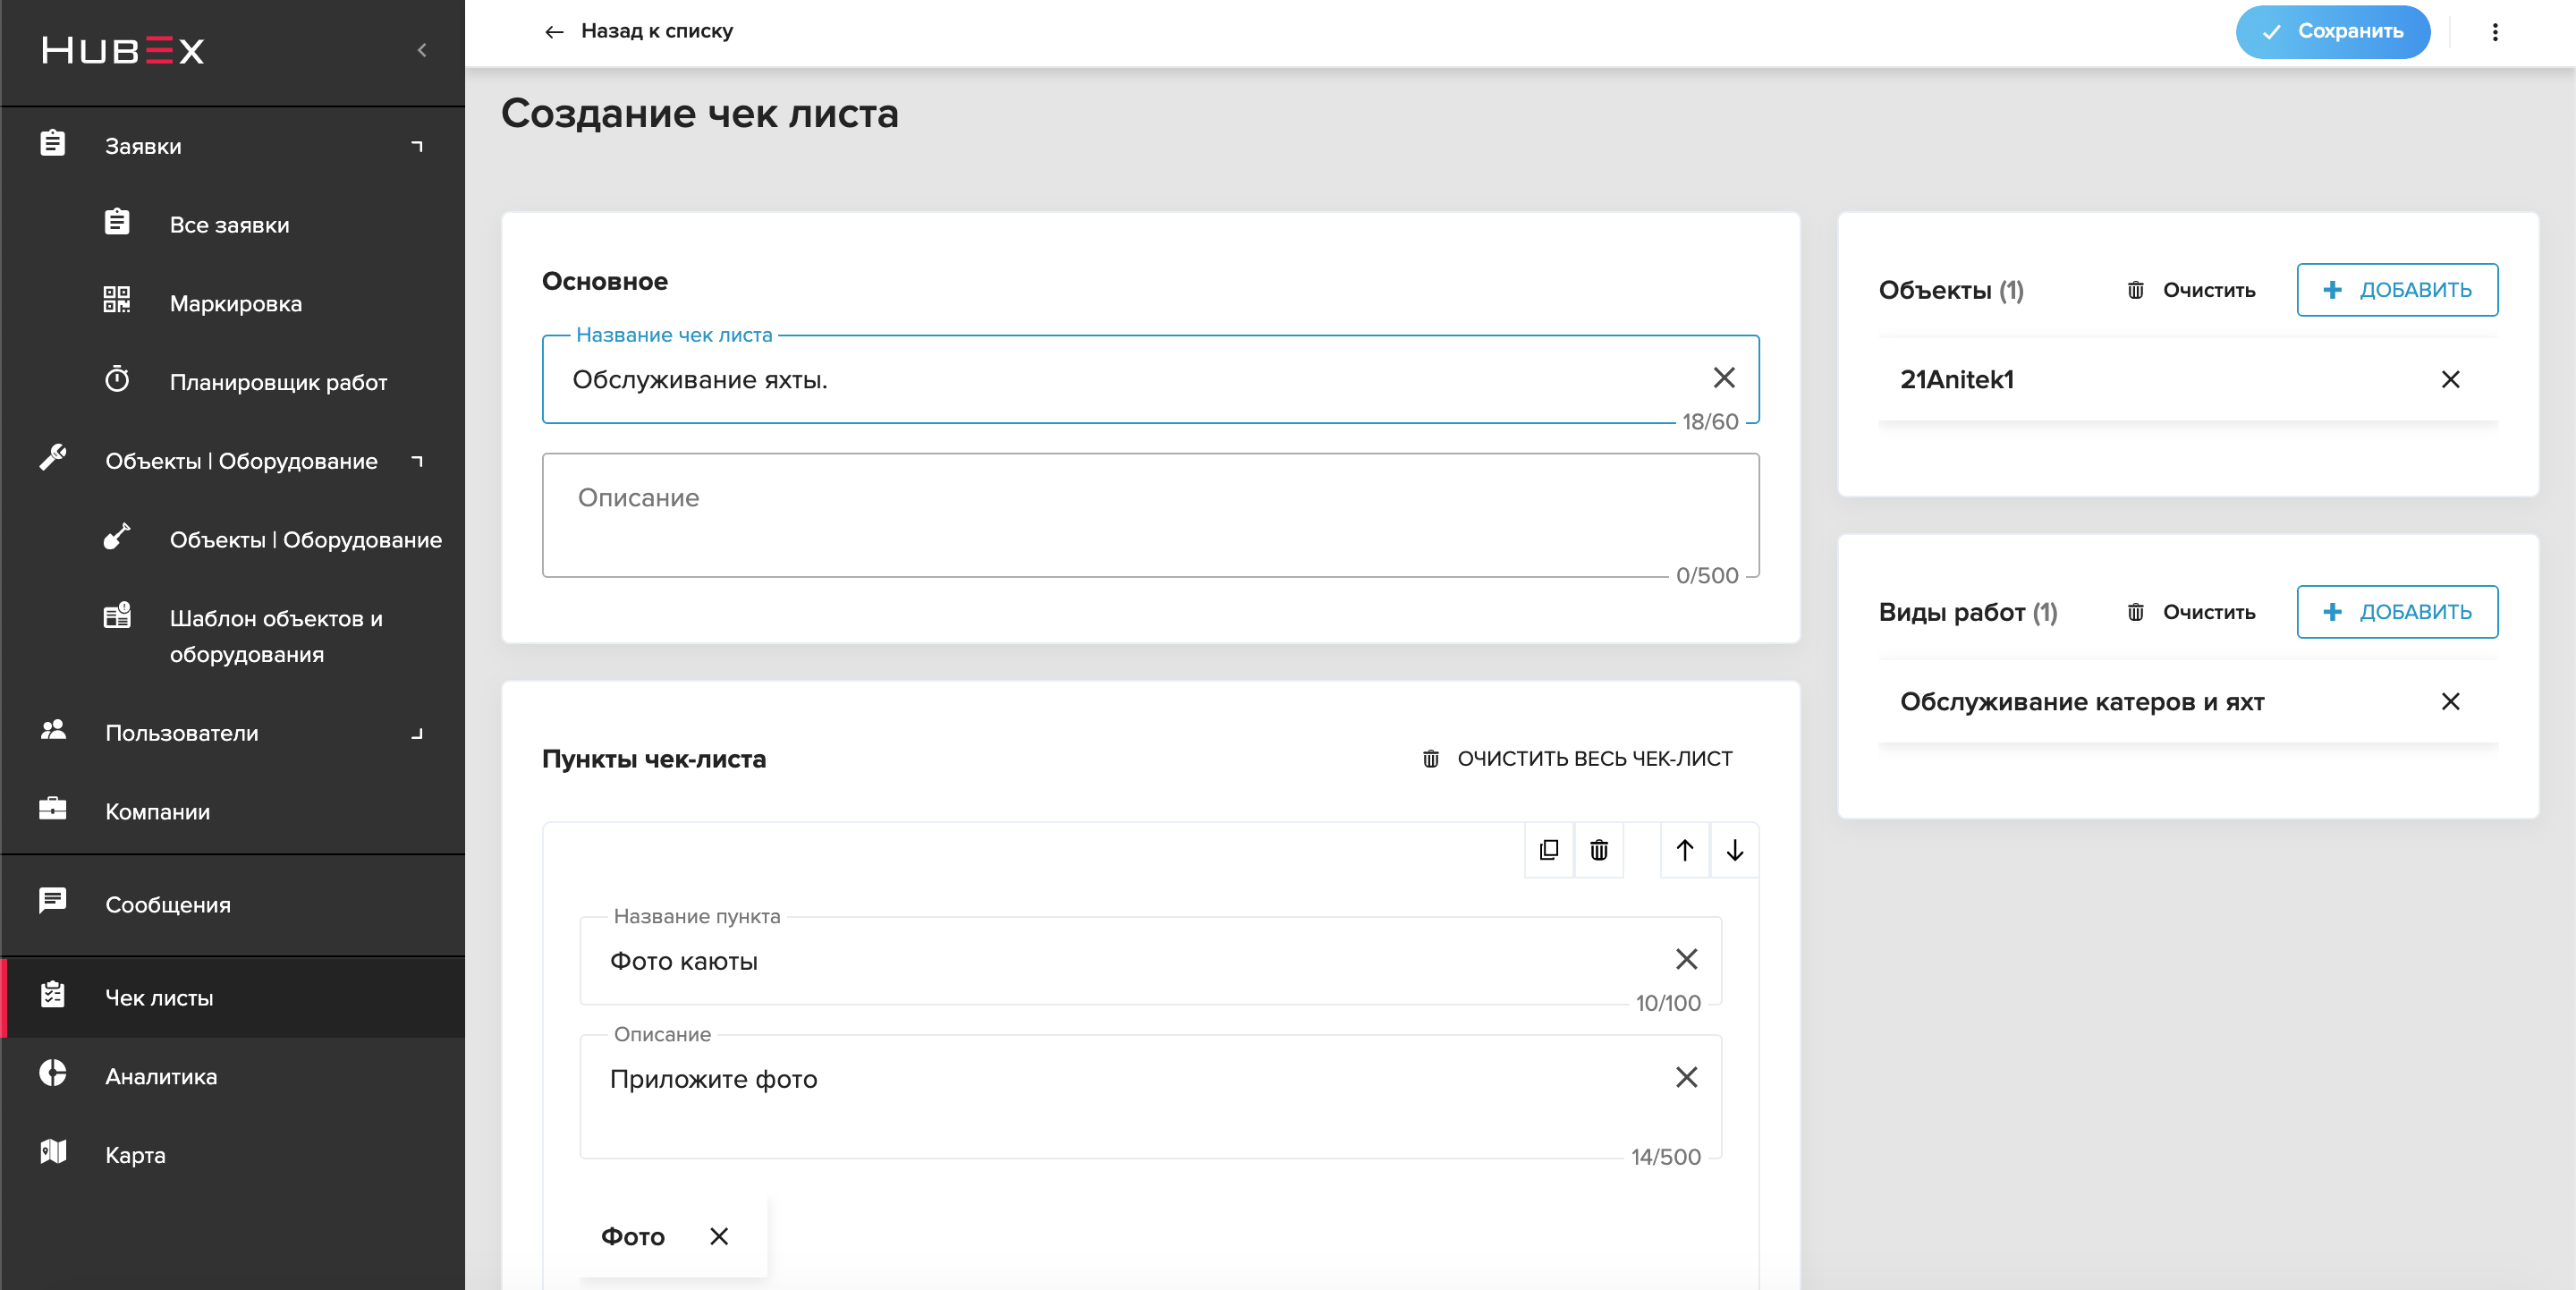 HUBEX
Заявки
Все заявки
Маркировка
Планировщик работ
Объекты | Оборудование
Объекты | Оборудование
Шаблон объектов и
оборудования
Пользователи
Компании
Сообщения
Чек листы
Аналитика
Карта
Назад к списку
Сохранить
Создание чек листа
Основное
Название чек листа
Обслуживание яхты.
18/60
Описание
0/500
Пункты чек-листа
ОЧИСТИТЬ ВЕСЬ ЧЕК-ЛИСТ
Название пункта
Фото каюты
10/100
Описание
Приложите фото
14/500
Фото
Объекты (1)
Очистить
ДОБАВИТЬ
21Anitek1
Виды работ (1)
Очистить
ДОБАВИТЬ
Обслуживание катеров и яхт